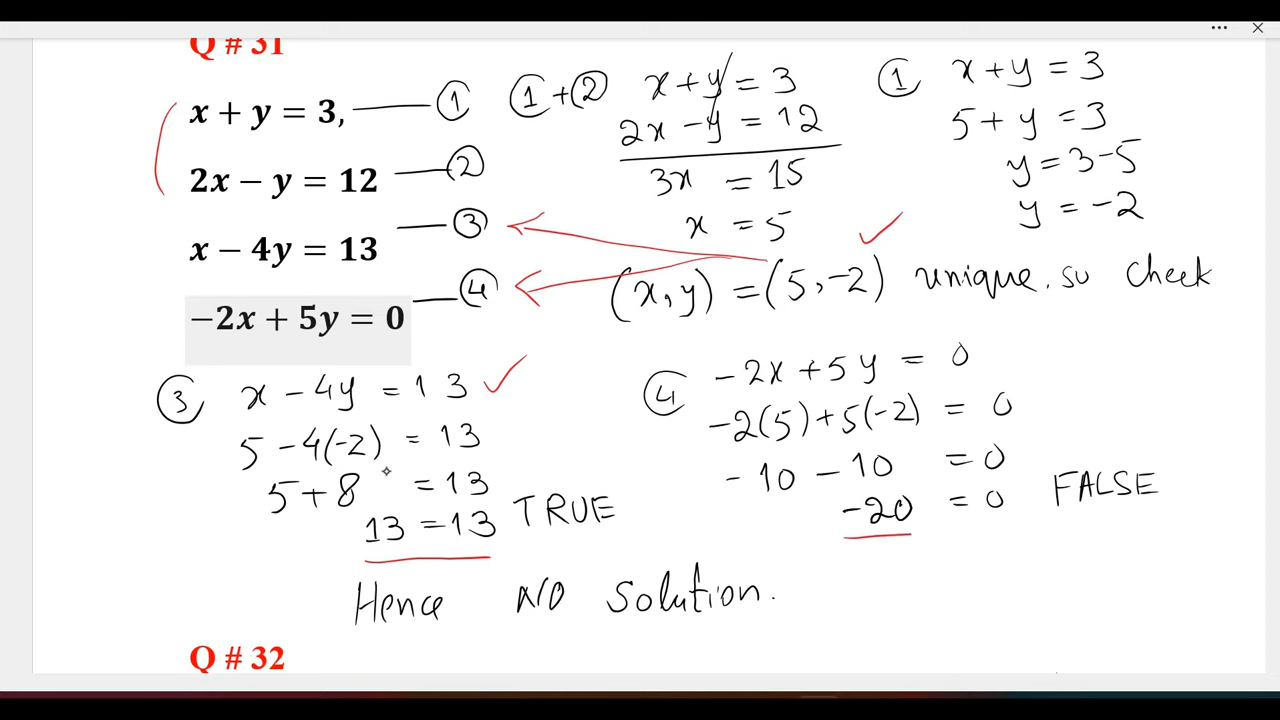 Q # 31
x + y = 3, ① 
2x − y = 12 ②
x − 4y = 13 ③
−2x + 5y = 0 ④
①+② x+y = 3
2x −y = 12
3x = 15
x = 5
① x+y = 3
5+y = 3
y = 3-5
y = -2
(x,y) = (5,-2) unique. so check
③ x − 4y = 13
5 − 4(-2) = 13
5+8 = 13
13 = 13 TRUE
④ -2x +5y = 0
-2(5)+5(-2) = 0
-10 − 10 = 0
-20 = 0 FALSE
Hence NO Solution.
Q # 32